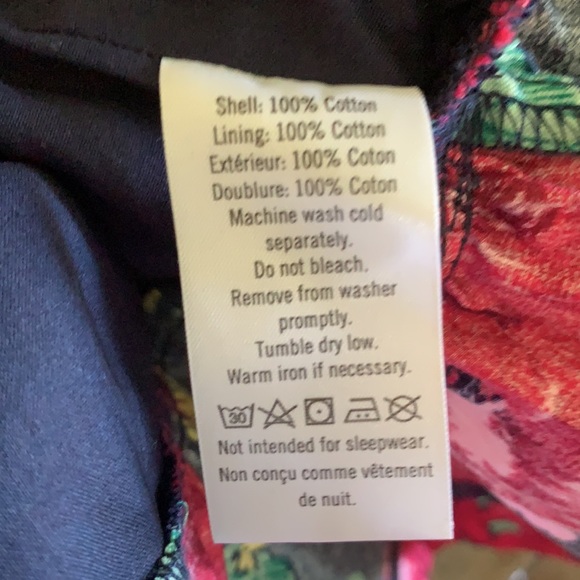 Shell: 100% Cotton
Lining: 100% Cotton
Extérieur: 100% Coton
Doublure: 100% Coton
Machine wash cold
separately.
Do not bleach.
Remove from washer
promptly.
Tumble dry low.
Warm iron if necessary.
30
Not intended for sleepwear.
Non conçu comme vêtement
de nuit.